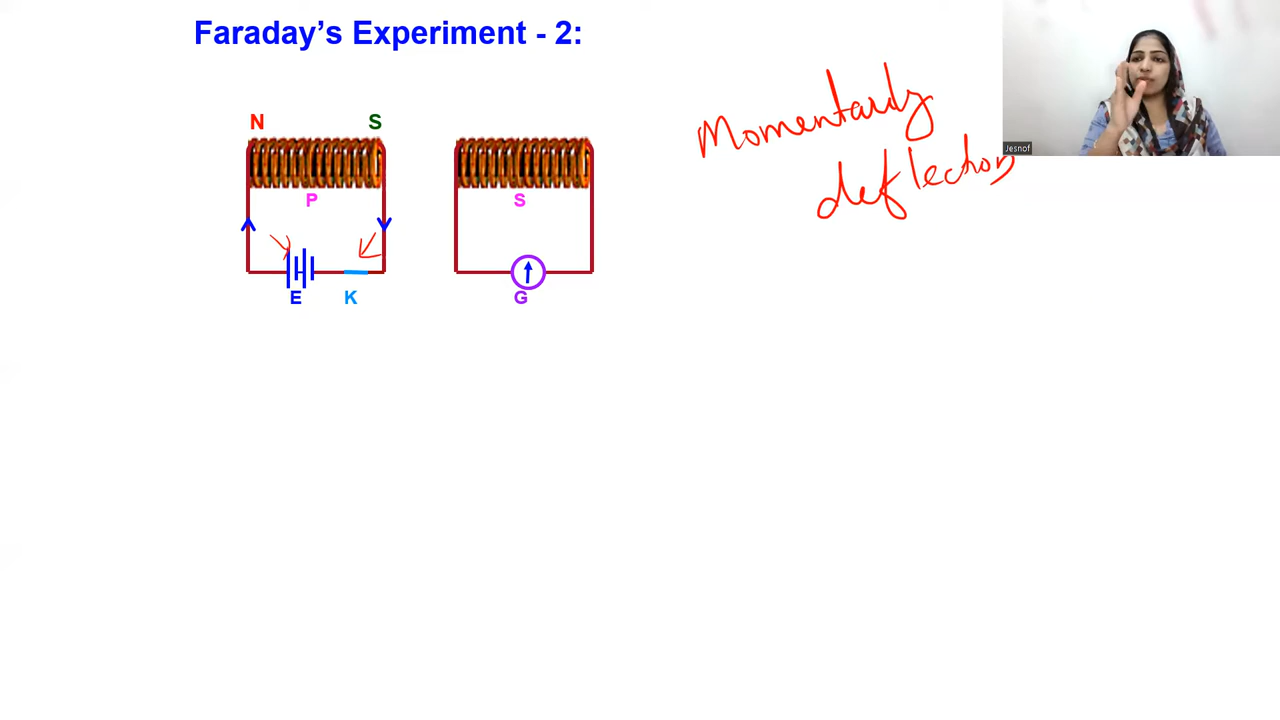 Faraday's Experiment - 2:
Momentarily
deflection
Jesnof
N S
P S
E K G